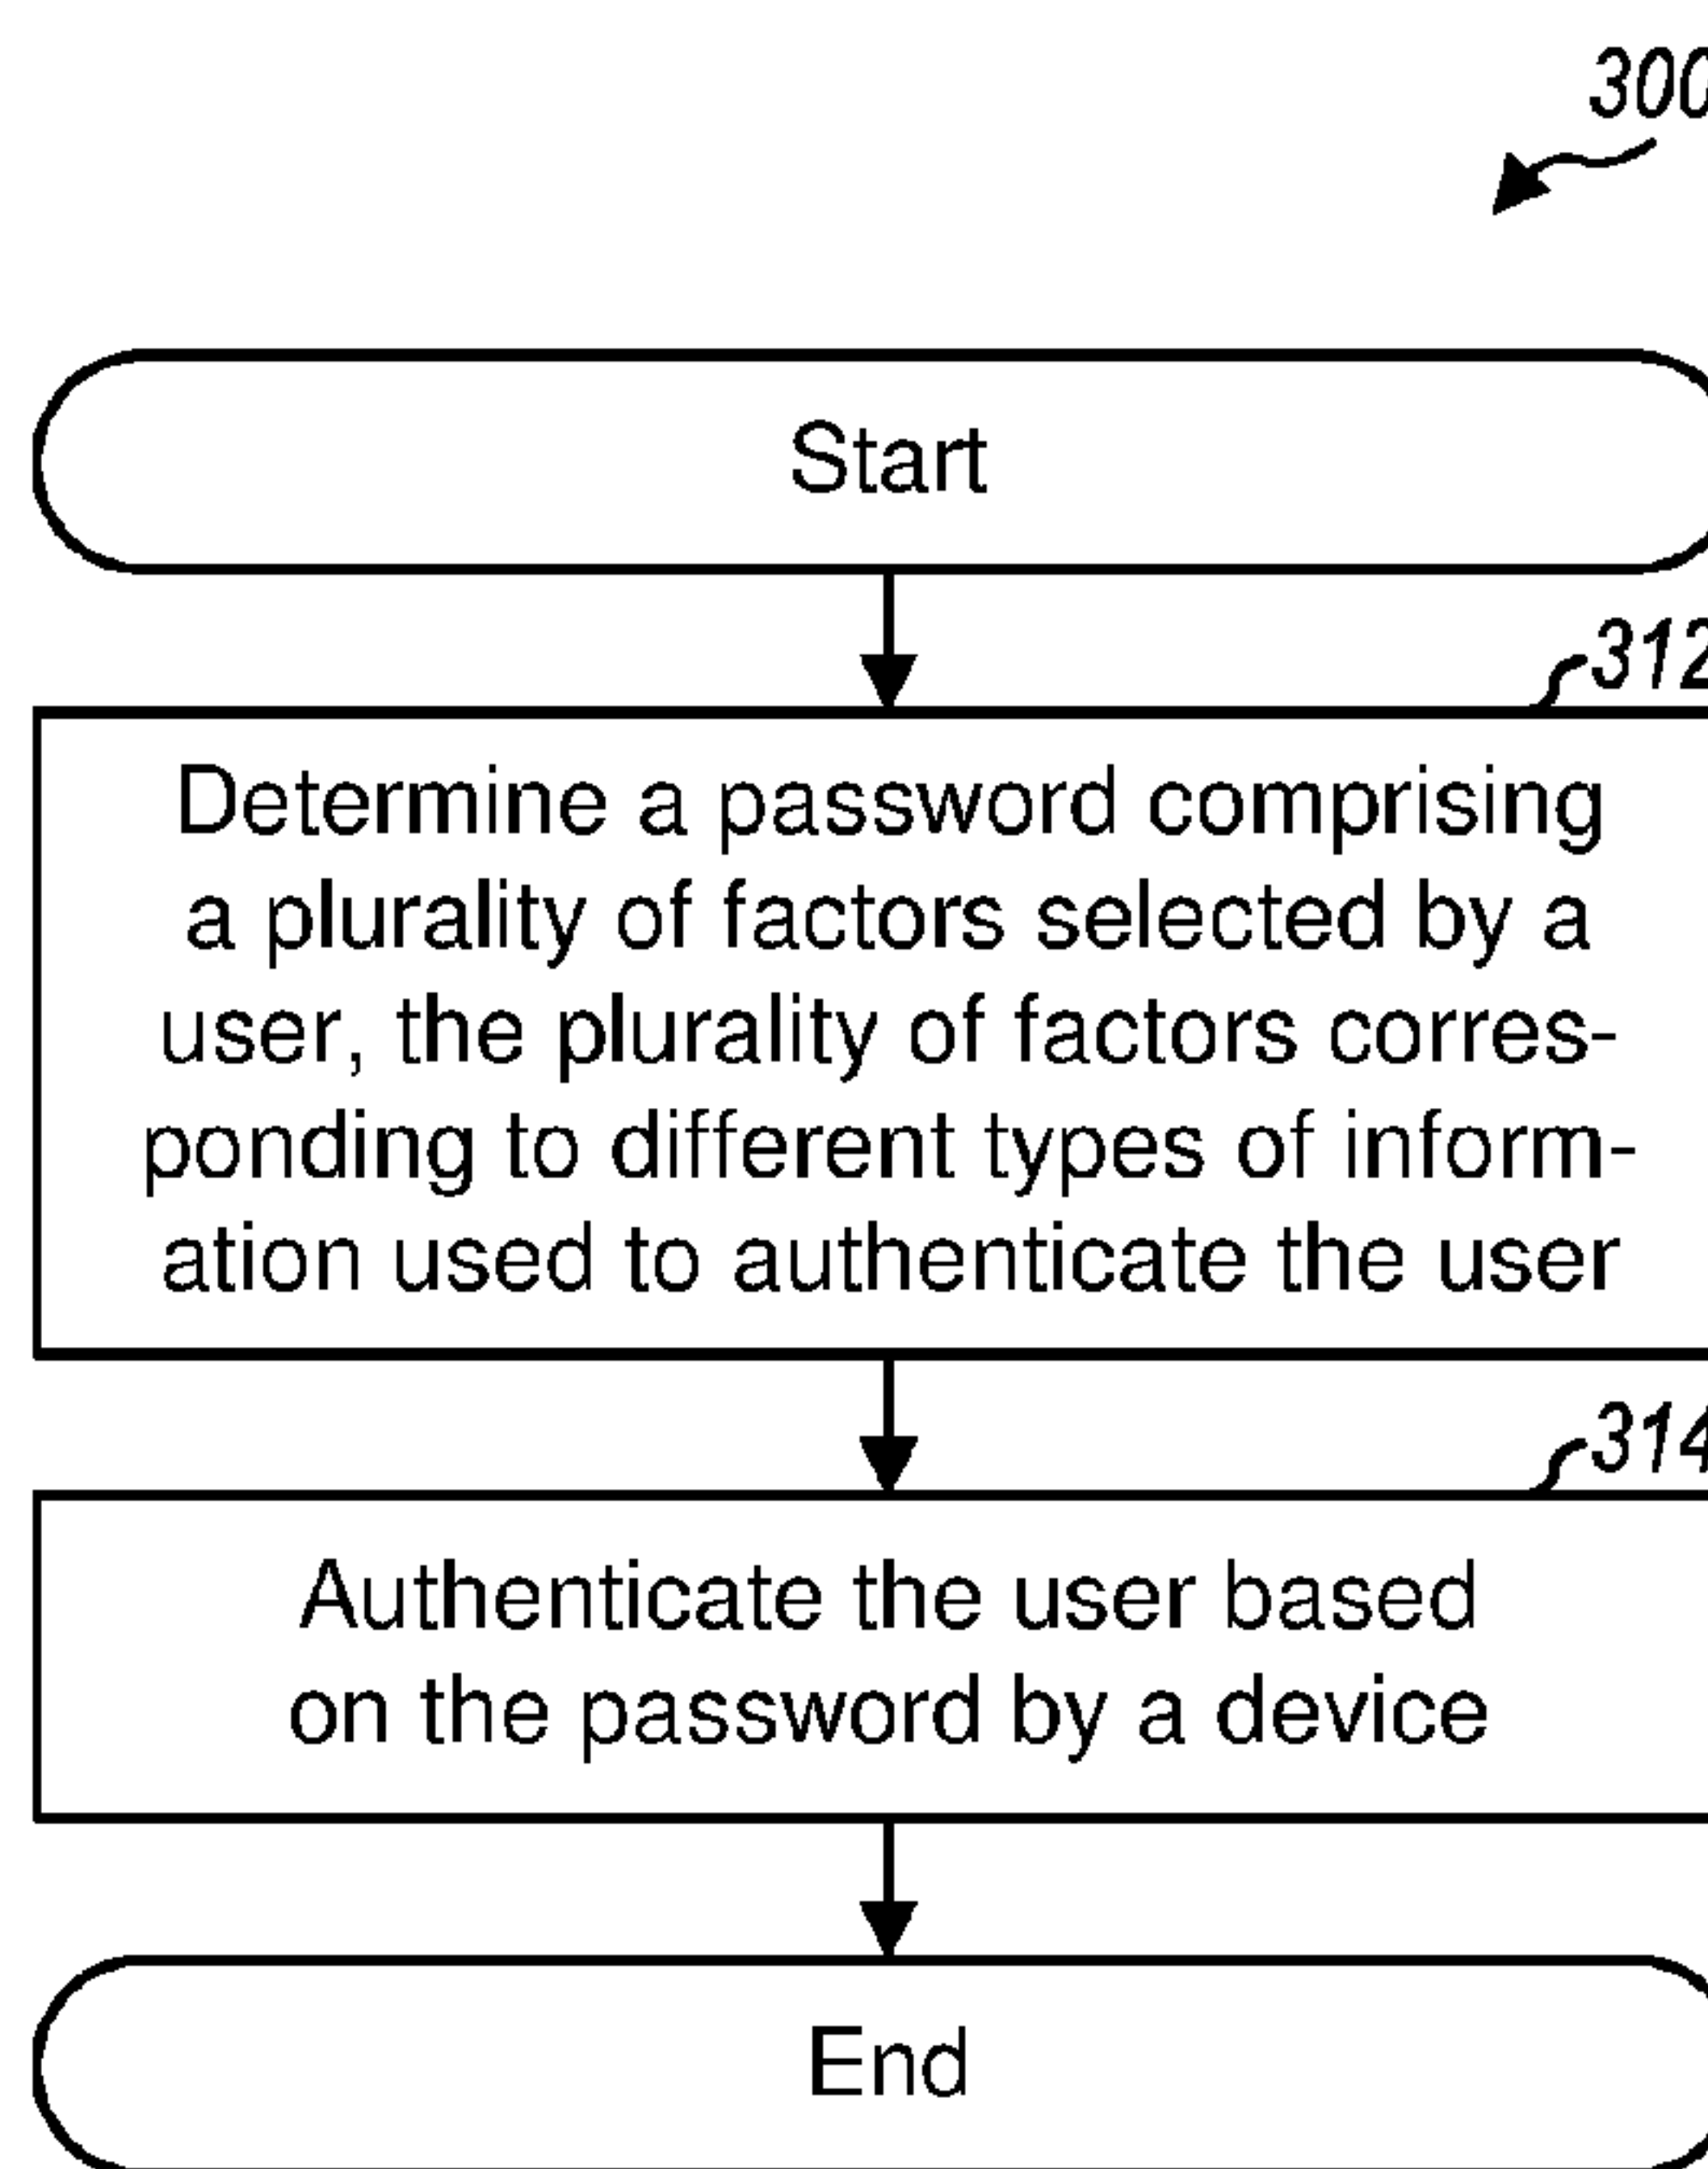 300
Start
312
Determine a password comprising
a plurality of factors selected by a
user, the plurality of factors corres-
ponding to different types of inform-
ation used to authenticate the user
314
Authenticate the user based
on the password by a device
End